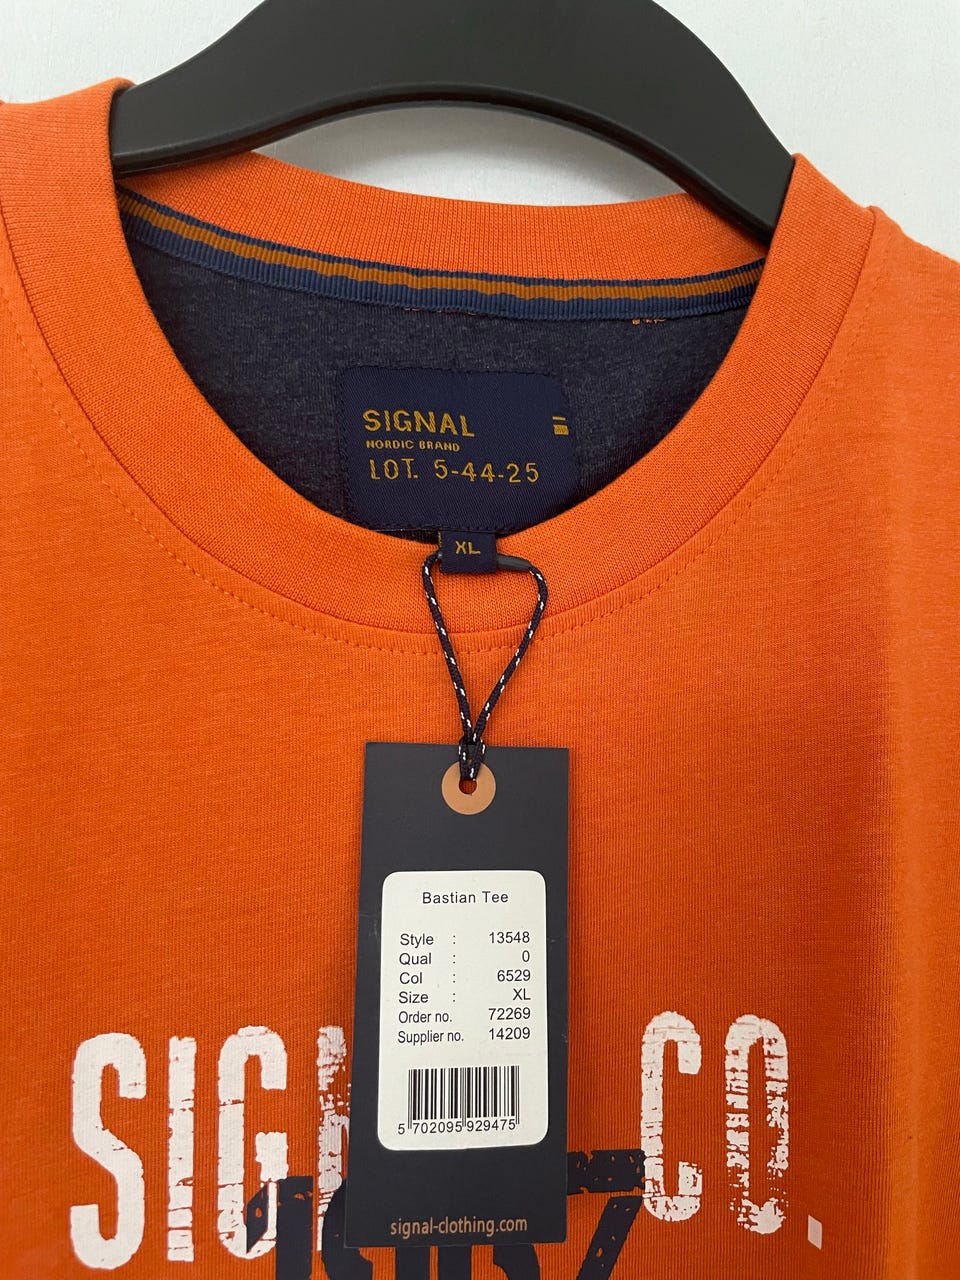 SIGNAL
NORDIC BRAND
LOT. 5-44-25
XL
Bastian Tee
Style : 13548
Qual : 0
Col : 6529
Size : XL
Order no. 72269
Supplier no. 14209
5 702095 929475
signal-clothing.com
SIGN CO.